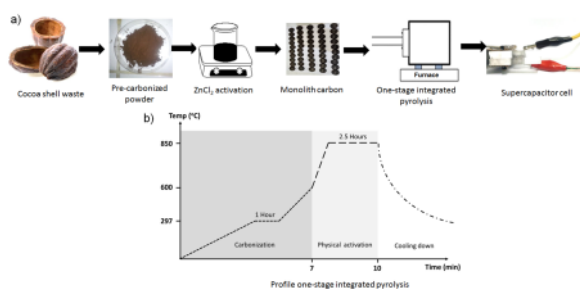 a)
Furnase
Cocoa shell waste
Pre-carbonized
powder
ZnCl₂ activation
Monolith carbon
One-stage integrated
pyrolysis
Supercapacitor cell
b)
Temp (°C)
850
2.5 Hours
600
1 Hour
297
Carbonization
Physical activation
Cooling down
7
10
Time (min)
Profile one-stage integrated pyrolysis